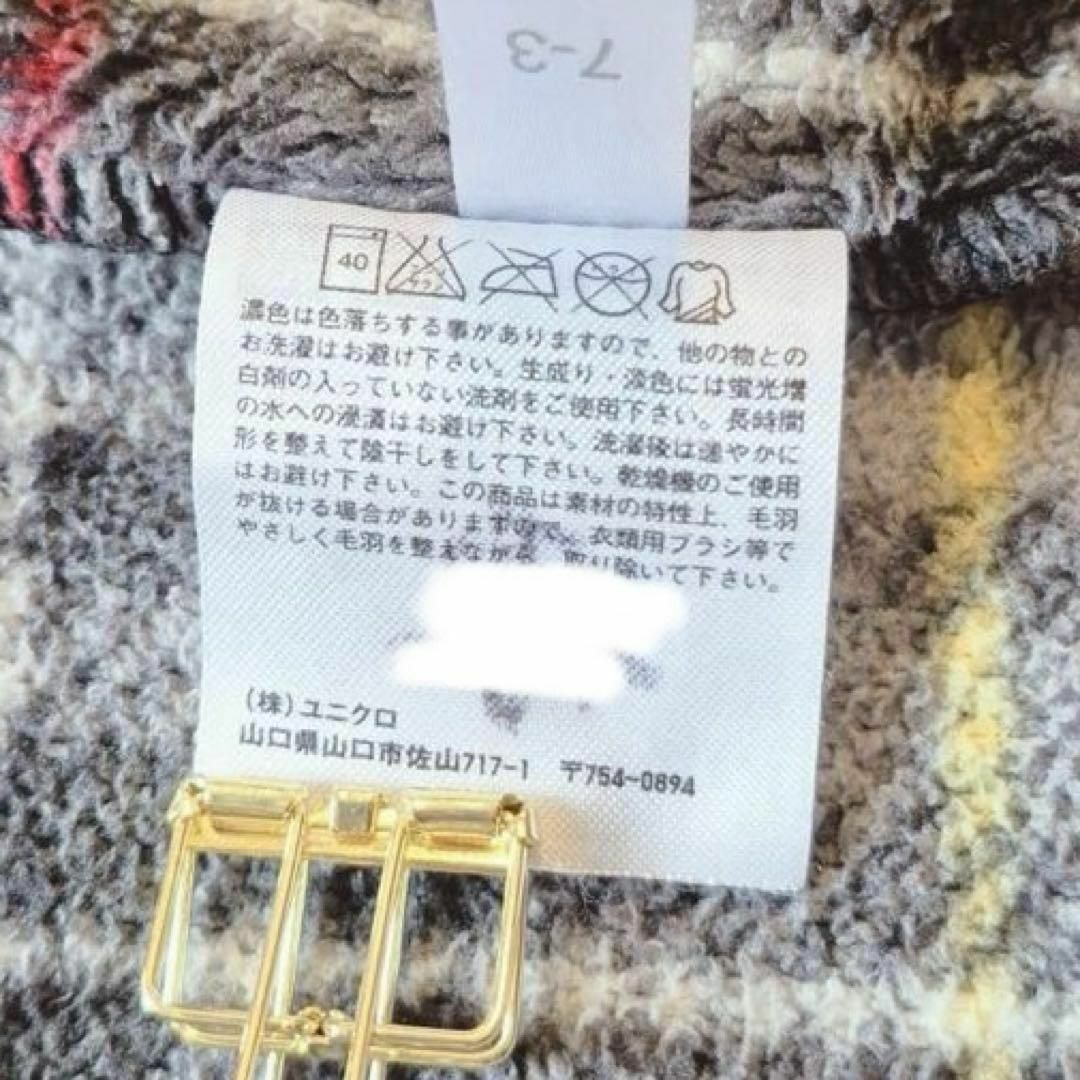 7-3
40
エンソ
サラシ
濃色は色落ちする事がありますので、他の物との
お洗濯はお避け下さい。生成り・淡色には蛍光増
白剤の入っていない洗剤をご使用下さい。長時間
の水への浸漬はお避け下さい。洗濯後は速やかに
形を整えて陰干しをして下さい。乾燥機のご使用
はお避け下さい。この商品は素材の特性上、毛羽
が抜ける場合がありますので、衣類用ブラシ等で
やさしく毛羽を整えながら、取り除いて下さい。
(株)ユニクロ
山口県山口市佐山717-1 〒754-0894